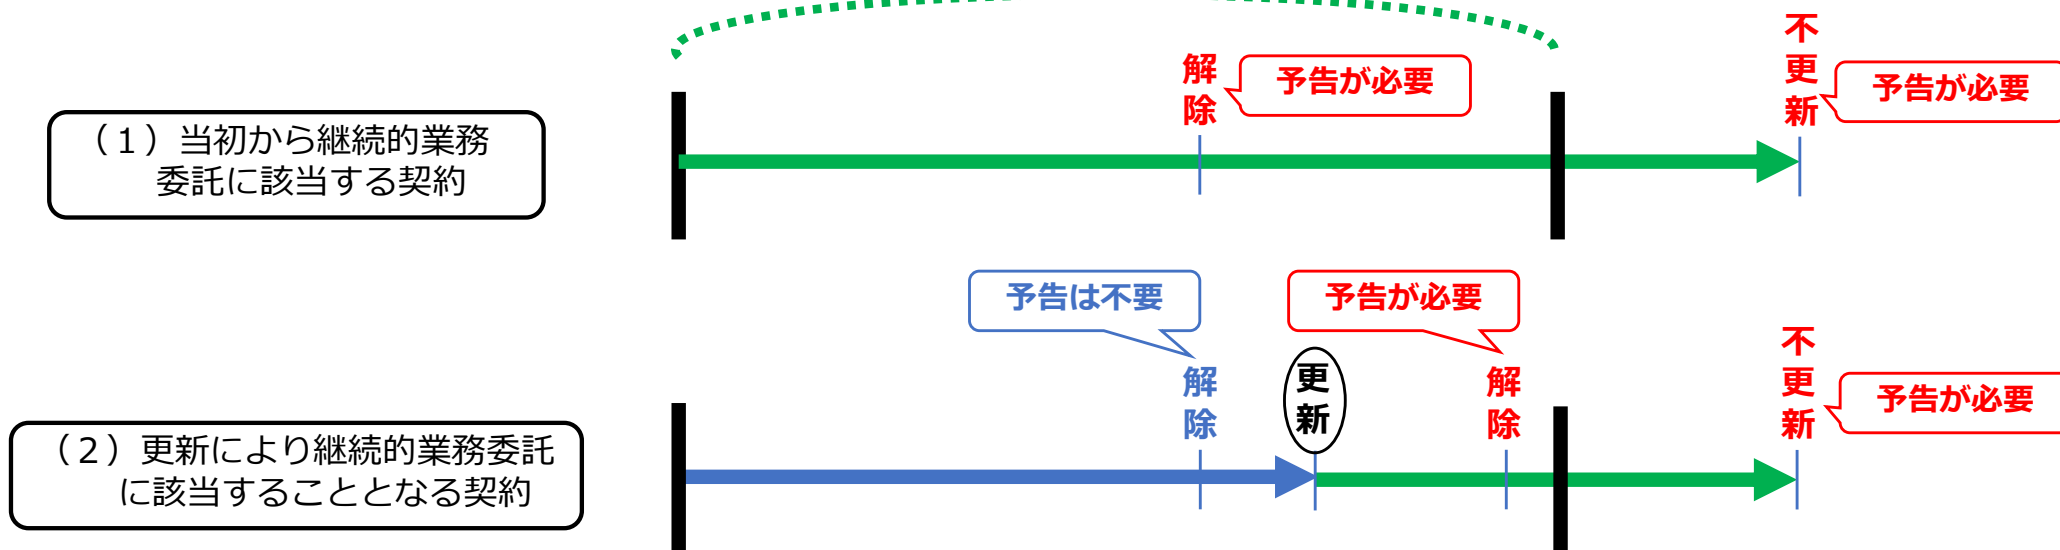 解除
予告が必要
不更新
予告が必要
（１）当初から継続的業務
委託に該当する契約
予告は不要
予告が必要
解除
更新
解除
不更新
予告が必要
（２）更新により継続的業務委託
に該当することとなる契約